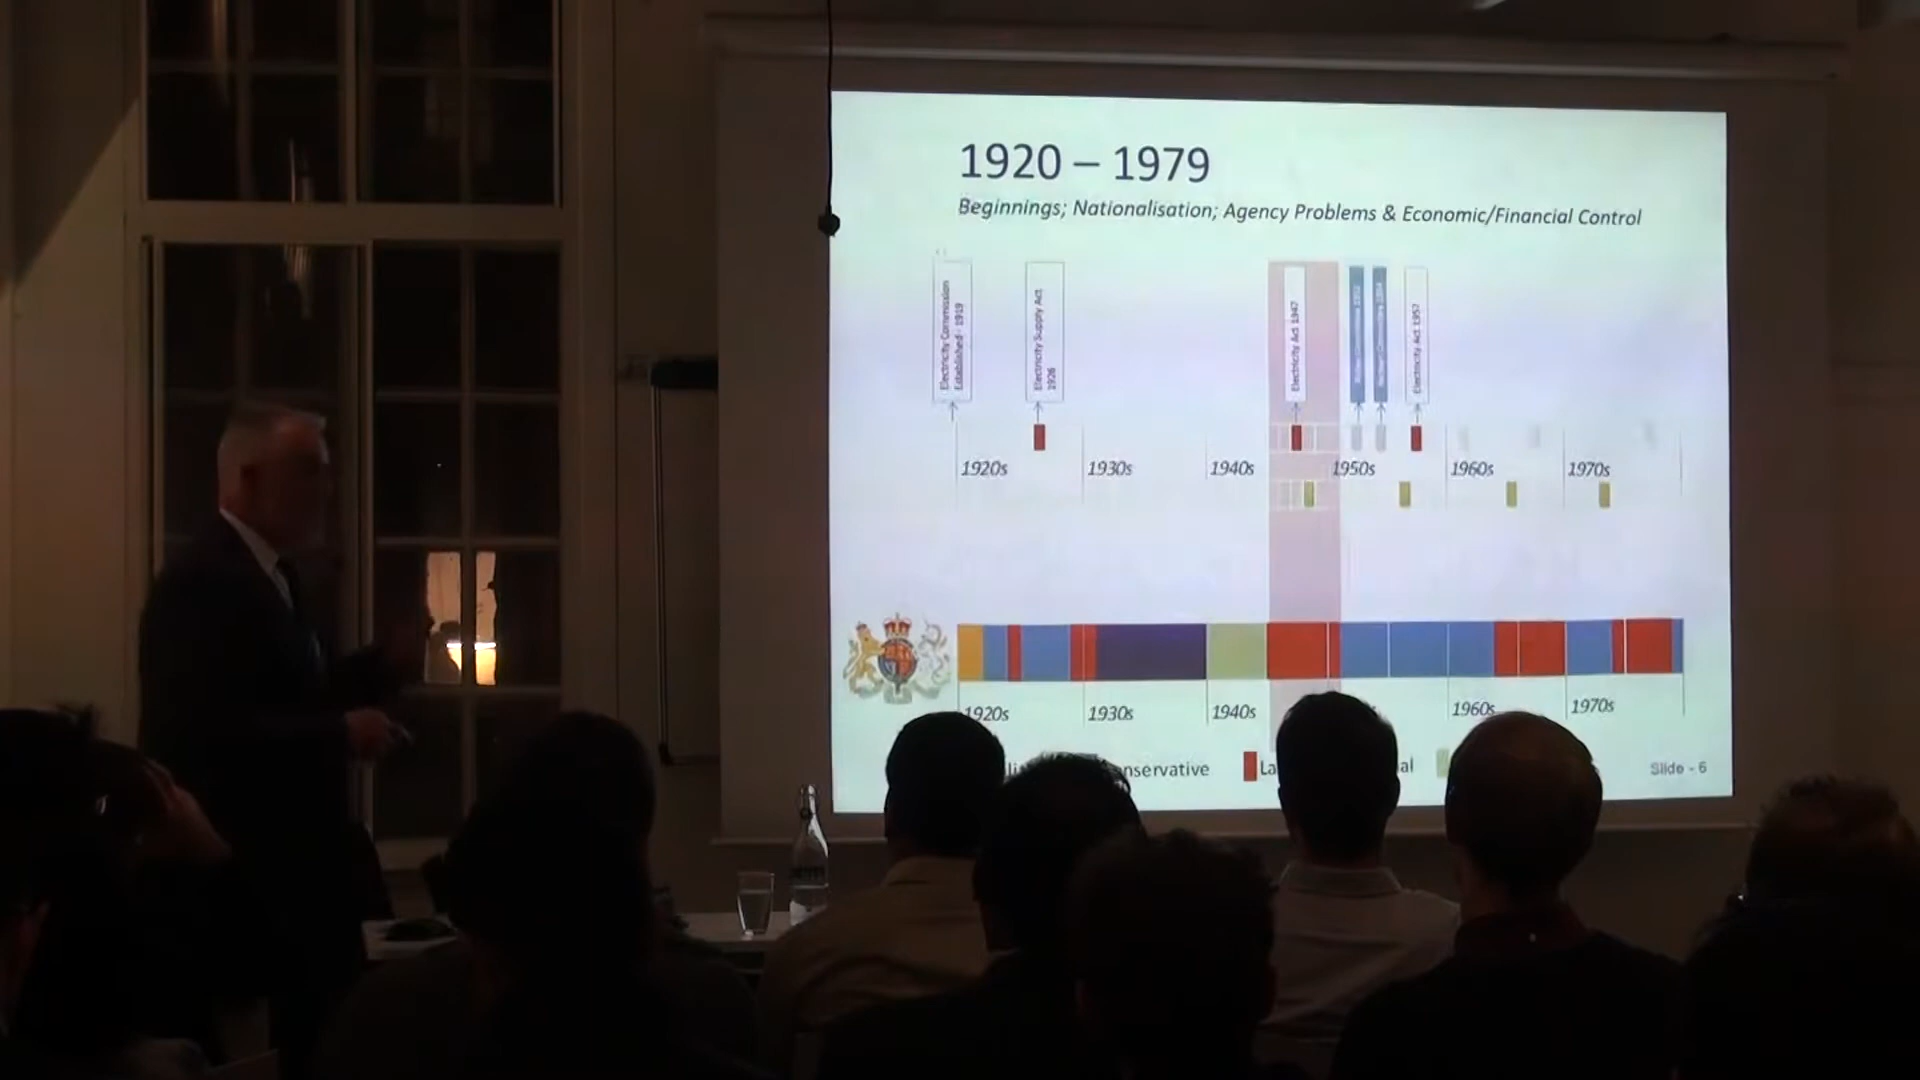 1920 – 1979
Beginnings; Nationalisation; Agency Problems & Economic/Financial Control
Electricity Commission
Established - 1919
Electricity Supply Act
1926
Electricity Act 1947
Electricity Act 1957
1920s
1930s
1940s
1950s
1960s
1970s
1920s
1930s
1940s
1960s
1970s
nservative
La
al
Slide - 6